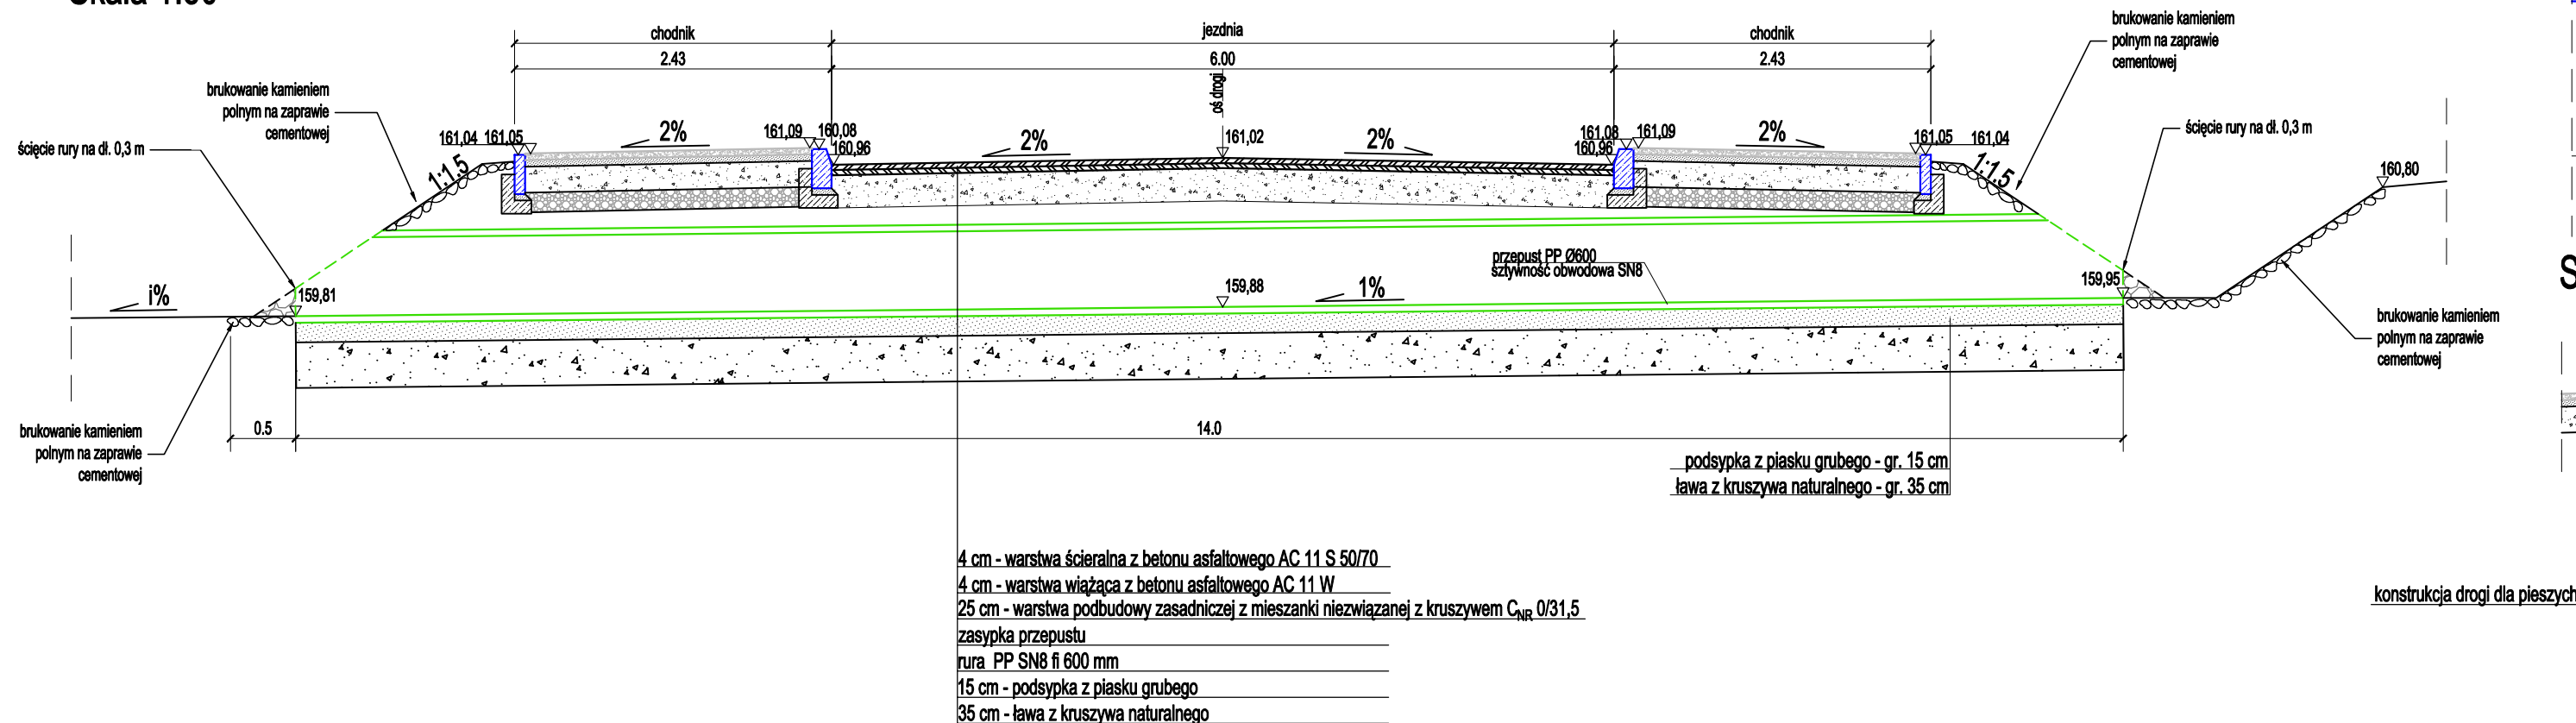 chodnik
jezdnia
chodnik
2.43
6.00
2.43
oś drogi
brukowanie kamieniem
polnym na zaprawie
cementowej
brukowanie kamieniem
polnym na zaprawie
cementowej
ścięcie rury na dł. 0,3 m
ścięcie rury na dł. 0,3 m
161,04
161,05
2%
161,09
160,08
160,96
2%
161,02
2%
161,08
161,09
160,96
2%
161,05
161,04
1:1.5
1:1.5
160,80
przepust PP Ø600
sztywność obwodowa SN8
i%
159,81
159,88
1%
159,95
brukowanie kamieniem
polnym na zaprawie
cementowej
brukowanie kamieniem
polnym na zaprawie
cementowej
0.5
14.0
podsypka z piasku grubego - gr. 15 cm
ława z kruszywa naturalnego - gr. 35 cm
4 cm - warstwa ścieralna z betonu asfaltowego AC 11 S 50/70
4 cm - warstwa wiążąca z betonu asfaltowego AC 11 W
25 cm - warstwa podbudowy zasadniczej z mieszanki niezwiązanej z kruszywem CNR 0/31,5
zasypka przepustu
rura PP SN8 fi 600 mm
15 cm - podsypka z piasku grubego
35 cm - ława z kruszywa naturalnego
konstrukcja drogi dla pieszych